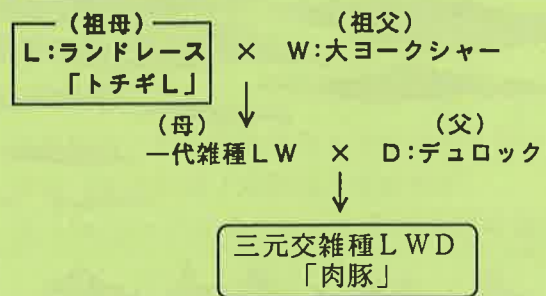 (祖母) (祖父)
L:ランドレース × W:大ヨークシャー
「トチギL」
(母) (父)
一代雑種LW × D:デュロック
三元交雑種LWD
「肉豚」